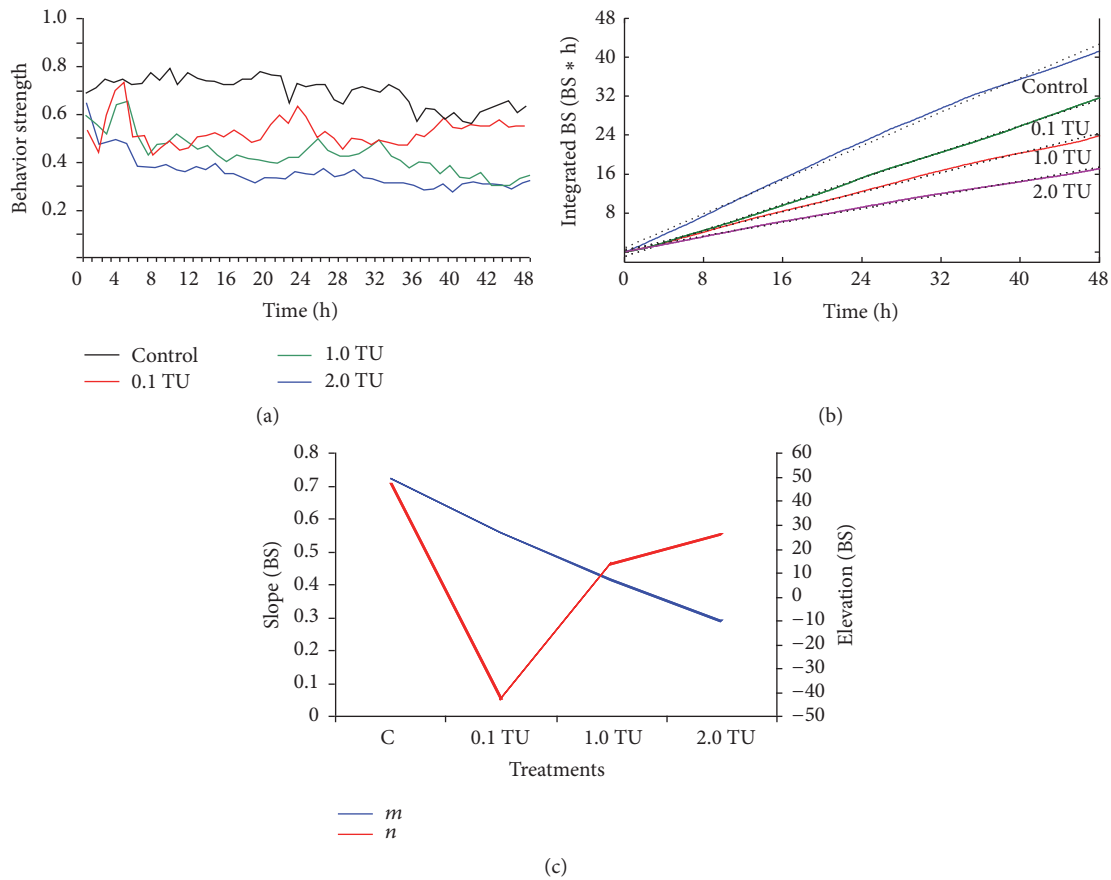 (a)
1.0
0.8
0.6
0.4
0.2
Behavior strength
0 4 8 12 16 20 24 28 32 36 40 44 48
Time (h)
Control
0.1 TU
1.0 TU
2.0 TU
(a)
(b)
48
40
32
24
16
8
Integrated BS (BS * h)
Control
0.1 TU
1.0 TU
2.0 TU
0 8 16 24 32 40 48
Time (h)
(b)
0.8
0.7
0.6
0.5
0.4
0.3
0.2
0.1
0
Slope (BS)
60
50
40
30
20
10
0
−10
−20
−30
−40
−50
Elevation (BS)
C 0.1 TU 1.0 TU 2.0 TU
Treatments
m
n
(c)